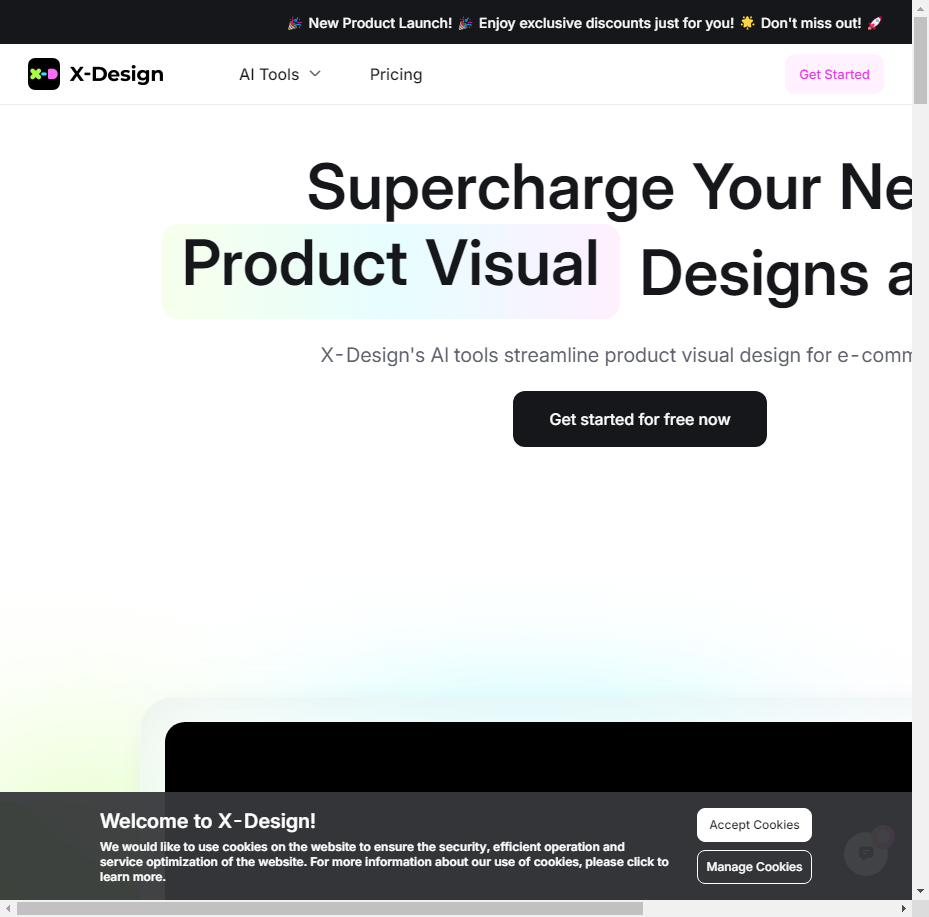 🎉 New Product Launch! 🎉 Enjoy exclusive discounts just for you! 🌟 Don't miss out! 🚀
X-D X-Design AI Tools Pricing Get Started
Supercharge Your Ne
Product Visual Designs a
X-Design's AI tools streamline product visual design for e-comm
Get started for free now
Welcome to X-Design!
We would like to use cookies on the website to ensure the security, efficient operation and
service optimization of the website. For more information about our use of cookies, please click to
learn more.
Accept Cookies
Manage Cookies